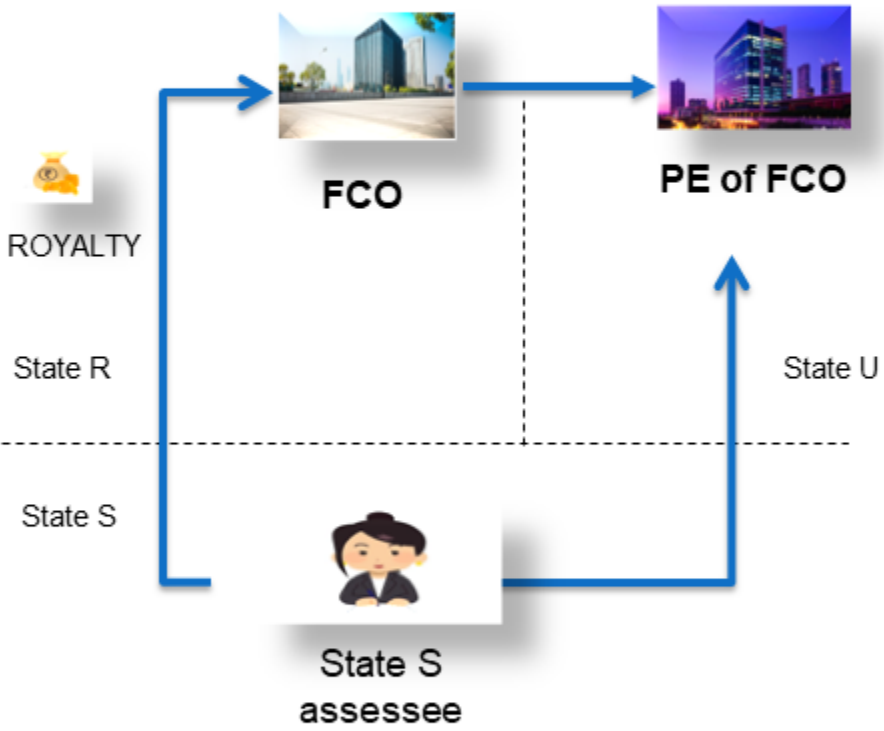 FCO
PE of FCO
₹
ROYALTY
State R
State U
State S
State S
assessee